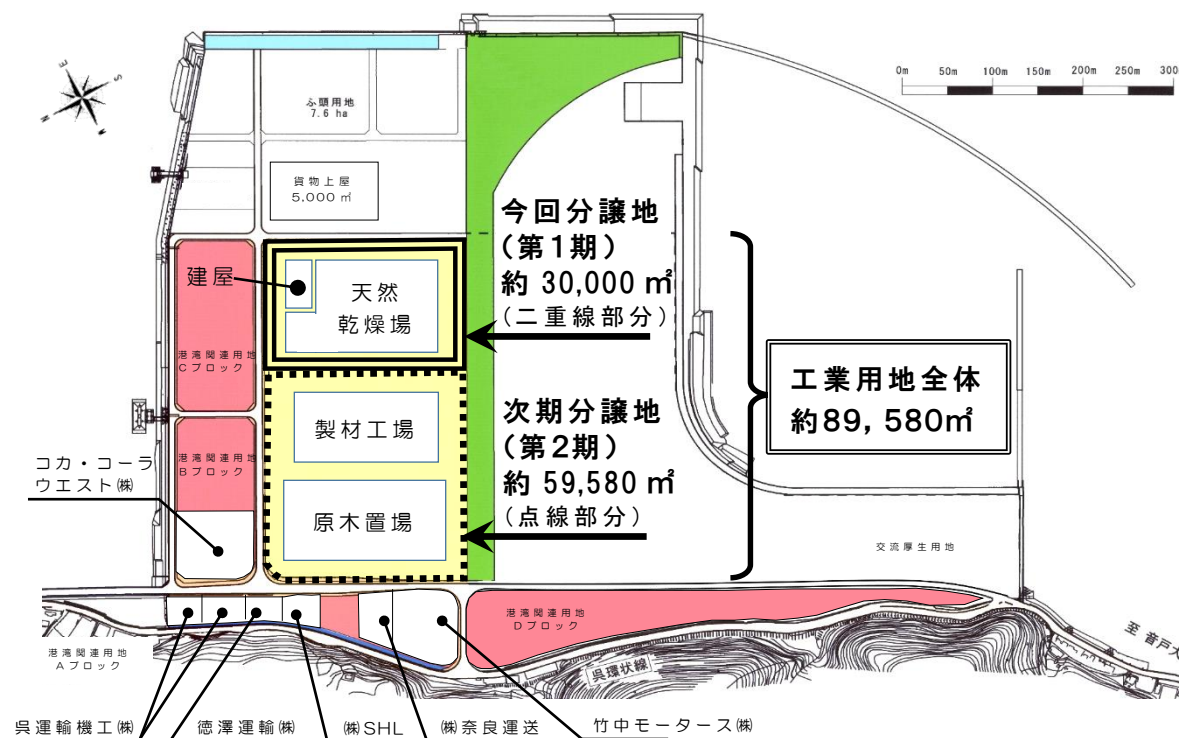 0m 50m 100m 150m 200m 250m 300
E
S
N
W
ふ頭用地
7.6 ha
貨物上屋
5.000 ㎡
今回分譲地
(第1期)
約 30,000 ㎡
(二重線部分)
建屋
天然
乾燥場
港湾関連用地
Cブロック
工業用地全体
約89,580㎡
次期分譲地
(第2期)
約 59,580 ㎡
(点線部分)
製材工場
原木置場
港湾関連用地
Bブロック
コカ・コーラ
ウエスト㈱
交流厚生用地
港湾関連用地
Dブロック
港湾関連用地
Aブロック
呉環状線
至 音戸大
呉運輸機工㈱
徳澤運輸㈱
㈱SHL
㈱奈良運送
竹中モータース㈱